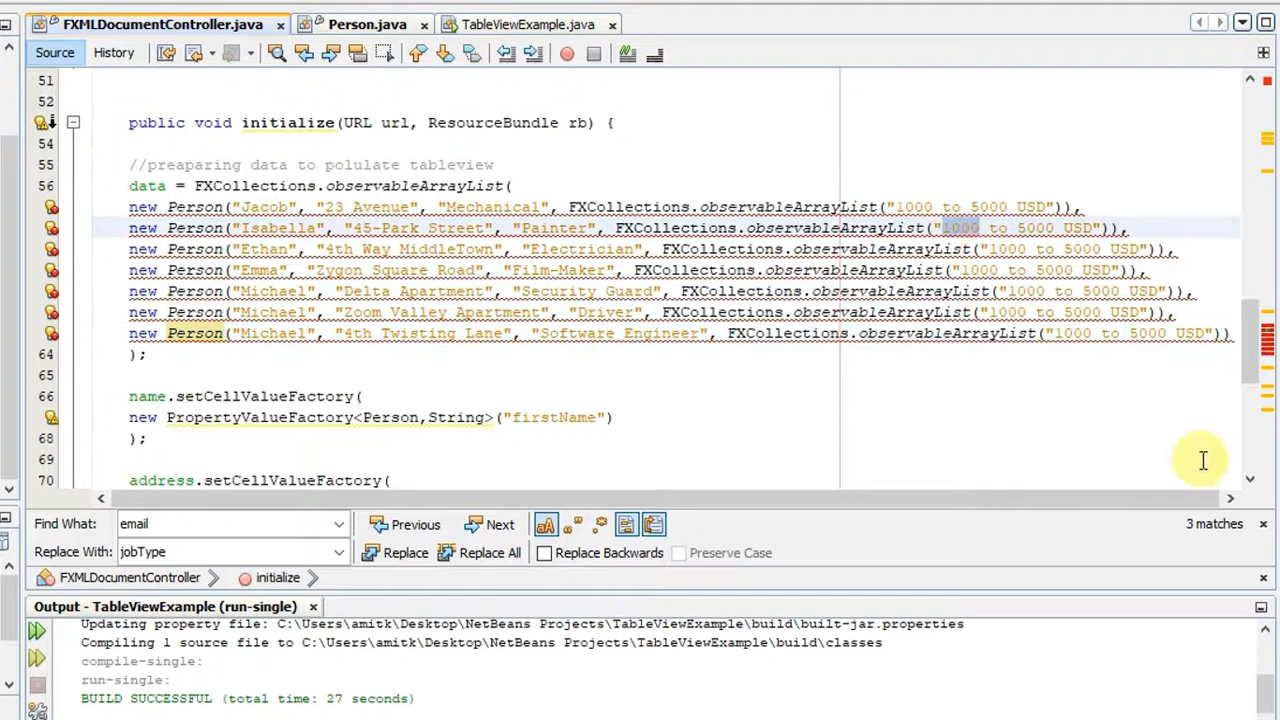 FXMLDocumentController.java Person.java TableViewExample.java
Source History
51
52
public void initialize(URL url, ResourceBundle rb) {
54
55 //preaparing data to polulate tableview
56 data = FXCollections.observableArrayList(
new Person("Jacob", "23 Avenue", "Mechanical", FXCollections.observableArrayList("1000 to 5000 USD")),
new Person("Isabella", "45-Park Street", "Painter", FXCollections.observableArrayList("1000 to 5000 USD")),
new Person("Ethan", "4th Way MiddleTown", "Electrician", FXCollections.observableArrayList("1000 to 5000 USD")),
new Person("Emma", "Zygon Square Road", "Film-Maker", FXCollections.observableArrayList("1000 to 5000 USD")),
new Person("Michael", "Delta Apartment", "Security Guard", FXCollections.observableArrayList("1000 to 5000 USD")),
new Person("Michael", "Zoom Valley Apartment", "Driver", FXCollections.observableArrayList("1000 to 5000 USD")),
new Person("Michael", "4th Twisting Lane", "Software Engineer", FXCollections.observableArrayList("1000 to 5000 USD"))
64 );
65
66 name.setCellValueFactory(
new PropertyValueFactory<Person,String>("firstName")
68 );
69
70 address.setCellValueFactory(
Find What: email Previous Next 3 matches
Replace With: jobType Replace Replace All Replace Backwards Preserve Case
FXMLDocumentController initialize
Output - TableViewExample (run-single)
Updating property file: C:\Users\amitk\Desktop\NetBeans Projects\TableViewExample\build\built-jar.properties
Compiling 1 source file to C:\Users\amitk\Desktop\NetBeans Projects\TableViewExample\build\classes
compile-single:
run-single:
BUILD SUCCESSFUL (total time: 27 seconds)